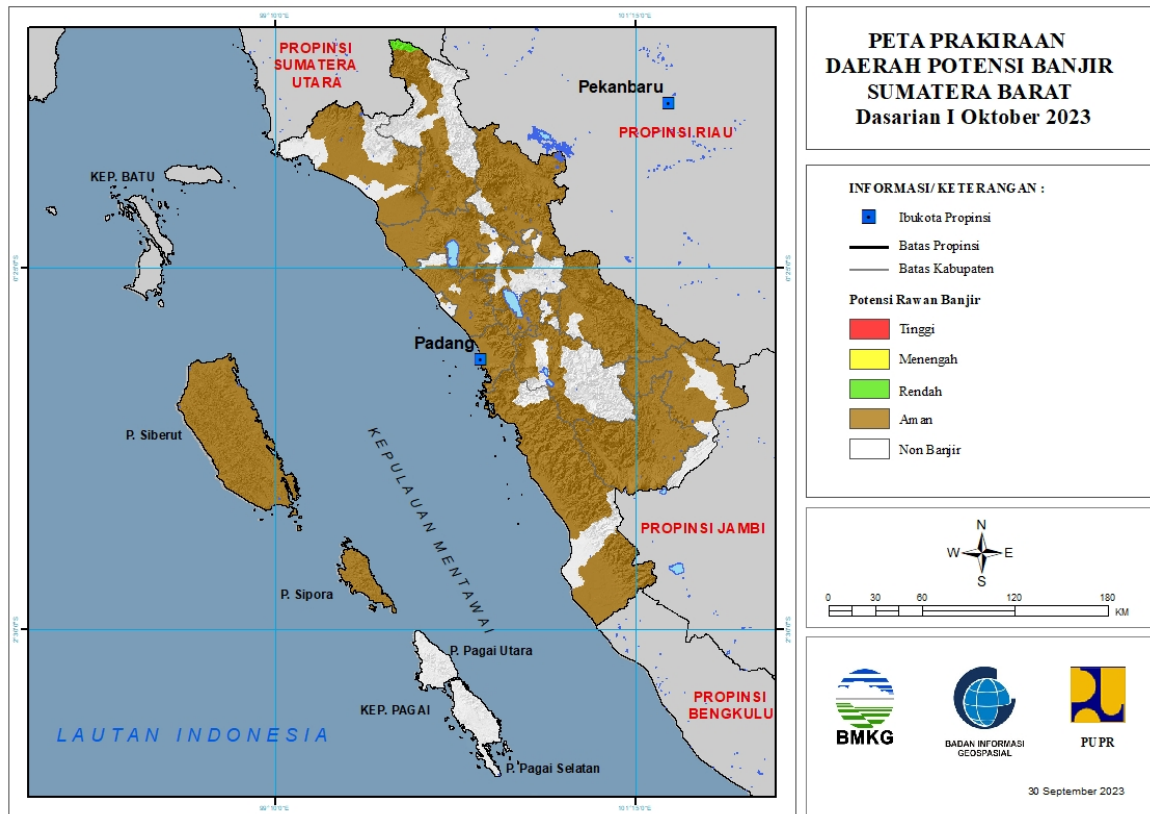 PETA PRAKIRAAN
DAERAH POTENSI BANJIR
SUMATERA BARAT
Dasarian I Oktober 2023
INFORMASI/ KETERANGAN :
Ibukota Propinsi
Batas Propinsi
Batas Kabupaten
Potensi Rawan Banjir
Tinggi
Menengah
Rendah
Aman
Non Banjir
N
W E
S
0 15 30 60 120 180
KM
BMKG
BADAN INFORMASI
GEOSPASIAL
PUPR
30 September 2023
PROPINSI
SUMATERA
UTARA
Pekanbaru
PROPINSI RIAU
KEP. BATU
Padang
P. Siberut
KEPULAUAN MENTAWAI
PROPINSI JAMBI
P. Sipora
P. Pagai Utara
KEP. PAGAI
PROPINSI
BENGKULU
LAUTAN INDONESIA
P. Pagai Selatan